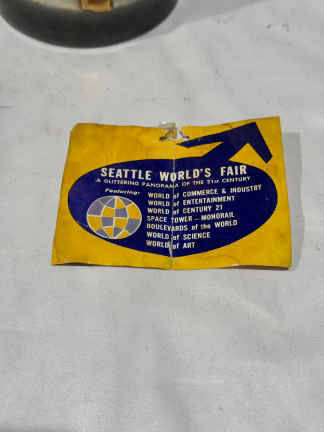 SEATTLE WORLD'S FAIR
A GLITTERING PANORAMA OF THE 21st CENTURY
Featuring:
WORLD of COMMERCE & INDUSTRY
WORLD of ENTERTAINMENT
WORLD of CENTURY 21
SPACE TOWER - MONORAIL
BOULEVARDS of the WORLD
WORLD of SCIENCE
WORLD of ART